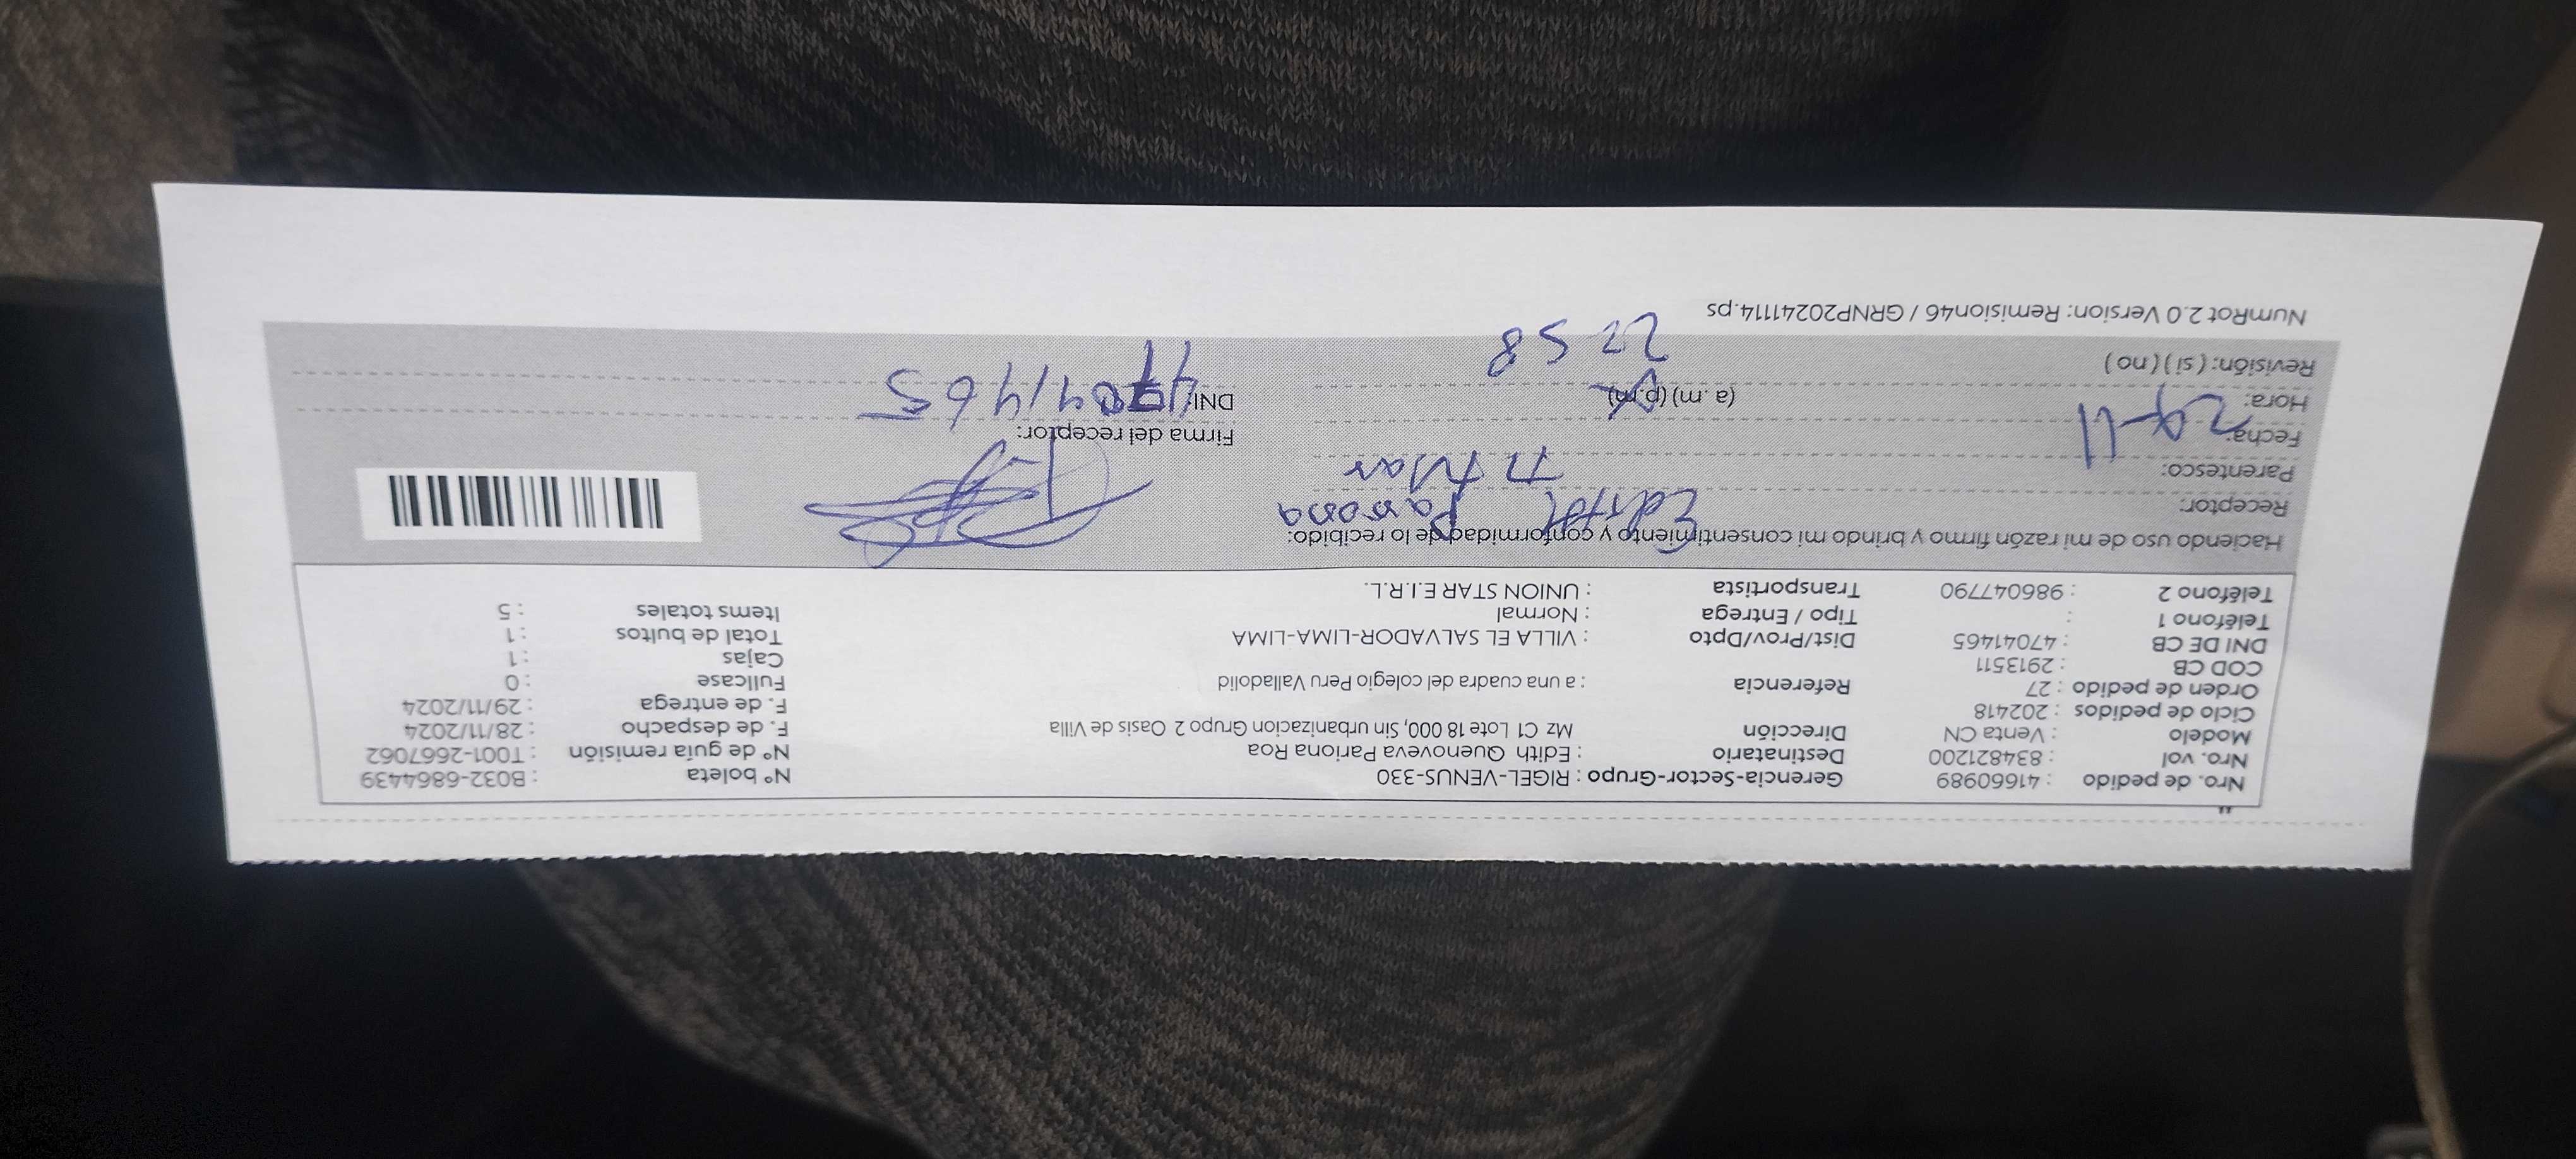 "
Nro. de pedido : 41660989 Gerencia-Sector-Grupo : RIGEL-VENUS-330 N° boleta : B032-6864439
Nro. vol : 834821200 Destinatario : Edith Quenoveva Pariona Roa N° de guía remisión : T001-2667062
Modelo : Venta CN Dirección Mz C1 Lote 18 000, Sin urbanizacion Grupo 2 Oasis de Villa F. de despacho : 28/11/2024
Ciclo de pedidos : 202418 F. de entrega : 29/11/2024
Orden de pedido : 27 Referencia : a una cuadra del colegio Peru Valladolid Fullcase : 0
COD CB : 2913511 Cajas : 1
DNI DE CB : 47041465 Dist/Prov/Dpto : VILLA EL SALVADOR-LIMA-LIMA Total de bultos : 1
Teléfono 1 : Tipo / Entrega : Normal Items totales : 5
Teléfono 2 : 986047790 Transportista : UNION STAR E.I.R.L.
Haciendo uso de mi razón firmo y brindo mi consentimiento y conformidad de lo recibido:
Receptor: Edith Pariona
Parentesco: Titular
Fecha: 29-11 Firma del receptor:
Hora: (a. m) (p. m) DNI: 47041465
Revisión: ( si ) ( no ) 22 58
NumRot 2.0 Version: Remision46 / GRNP20241114.ps